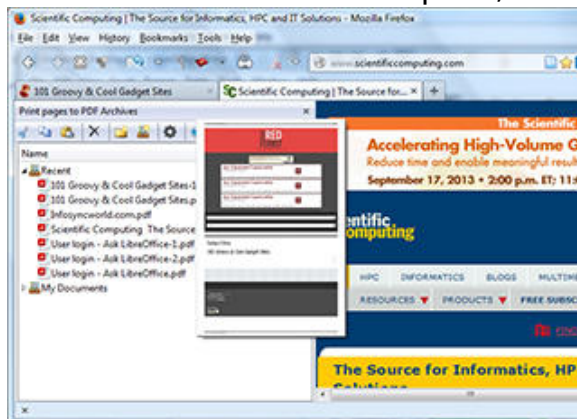 Scientific Computing | The Source for Informatics, HPC and IT Solutions - Mozilla Firefox
File Edit View History Bookmarks Tools Help
www.scientificcomputing.com
101 Groovy & Cool Gadget Sites
Scientific Computing | The Source for... × +
Print pages to PDF Archives ×
Name
Recent
101 Groovy & Cool Gadget Sites-1
101 Groovy & Cool Gadget Sites.p
Infosyncworld.com.pdf
Scientific Computing The Source
User login - Ask LibreOffice-1.pdf
User login - Ask LibreOffice-2.pdf
User login - Ask LibreOffice.pdf
My Documents
RED
The Scientific
Accelerating High-Volume G
Reduce time and enable meaningful result
September 17, 2013 • 2:00 p.m. ET; 11:
entific
omputing
HPC INFORMATICS BLOGS MULTIME
RESOURCES PRODUCTS FREE SUBSC
The Source for Informatics, HP
Solutions